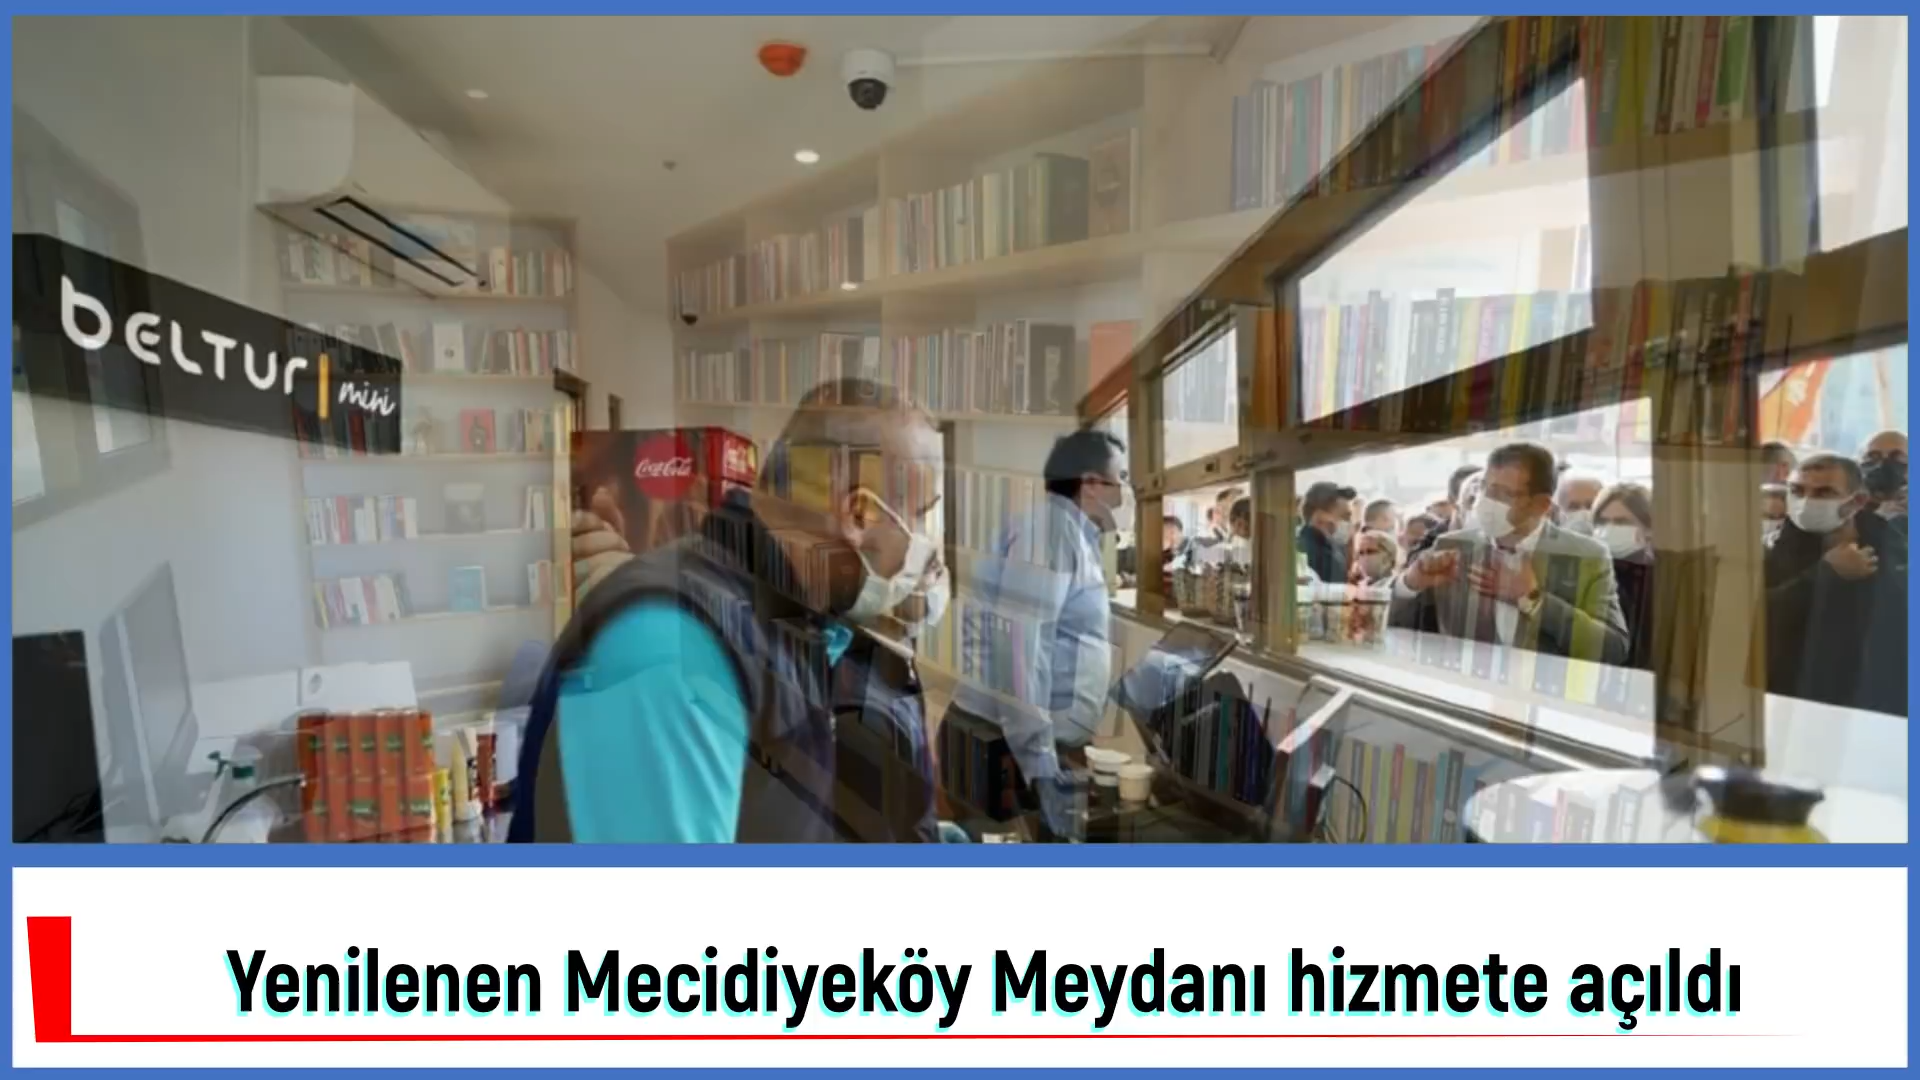 BELTUR | mini
Coca-Cola
Yenilenen Mecidiyeköy Meydanı hizmete açıldı